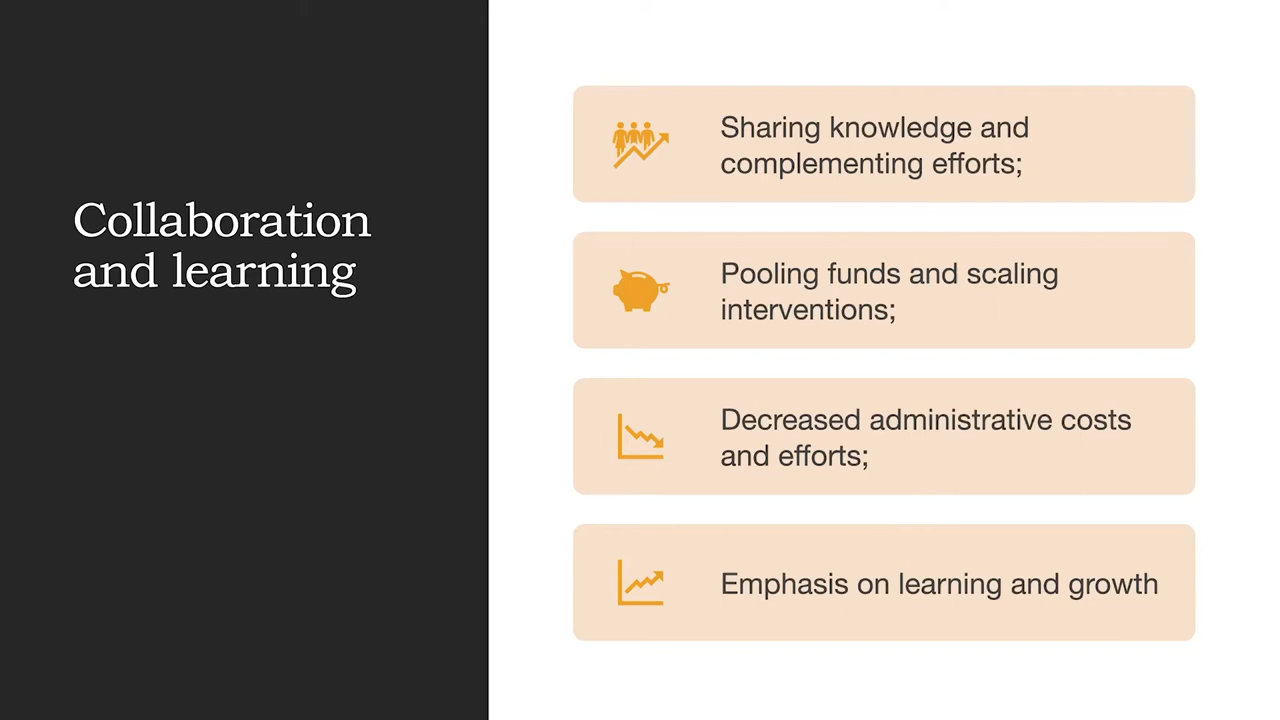 Collaboration
and learning
Sharing knowledge and
complementing efforts;
Pooling funds and scaling
interventions;
Decreased administrative costs
and efforts;
Emphasis on learning and growth